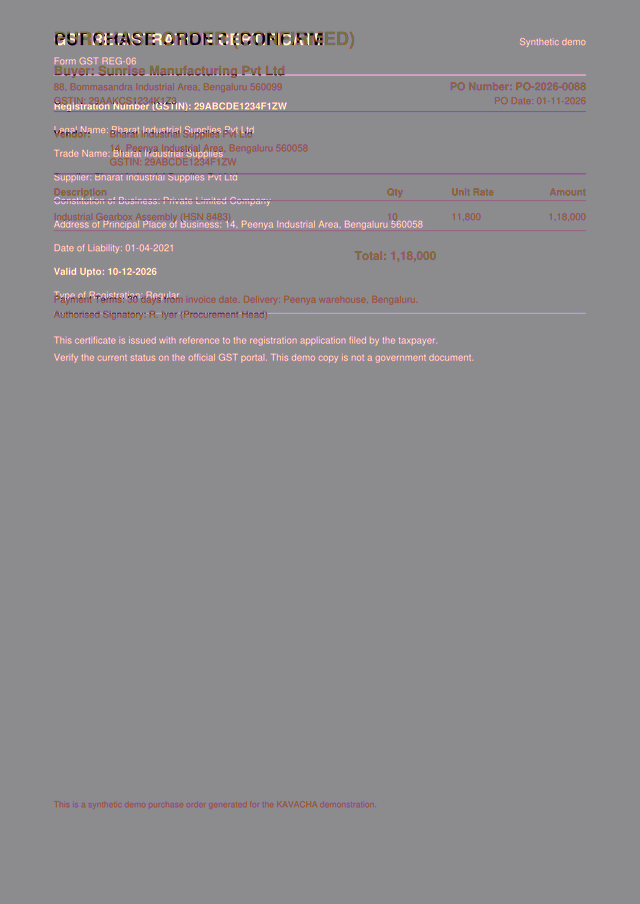 PURCHASE ORDER (CONFIRMED)
GST REGISTRATION CERTIFICATE
Synthetic demo
Form GST REG-06
Buyer: Sunrise Manufacturing Pvt Ltd
88, Bommasandra Industrial Area, Bengaluru 560099
PO Number: PO-2026-0088
PO Date: 01-11-2026
Registration Number (GSTIN): 29ABCDE1234F1ZW
Legal Name: Bharat Industrial Supplies Pvt Ltd
Vendor:
Bharat Industrial Supplies Pvt Ltd
14, Peenya Industrial Area, Bengaluru 560058
Trade Name: Bharat Industrial Supplies
GSTIN: 29ABCDE1234F1ZW
Supplier: Bharat Industrial Supplies Pvt Ltd
Description Qty Unit Rate Amount
Constitution of Business: Private Limited Company
Industrial Gearbox Assembly (HSN 8483) 10 11,800 1,18,000
Address of Principal Place of Business: 14, Peenya Industrial Area, Bengaluru 560058
Date of Liability: 01-04-2021
Total: 1,18,000
Valid Upto: 10-12-2026
Type of Registration: Regular
Payment Terms: 30 days from invoice date. Delivery: Peenya warehouse, Bengaluru.
Authorised Signatory: R. Iyer (Procurement Head)
This certificate is issued with reference to the registration application filed by the taxpayer.
Verify the current status on the official GST portal. This demo copy is not a government document.
This is a synthetic demo purchase order generated for the KAVACHA demonstration.